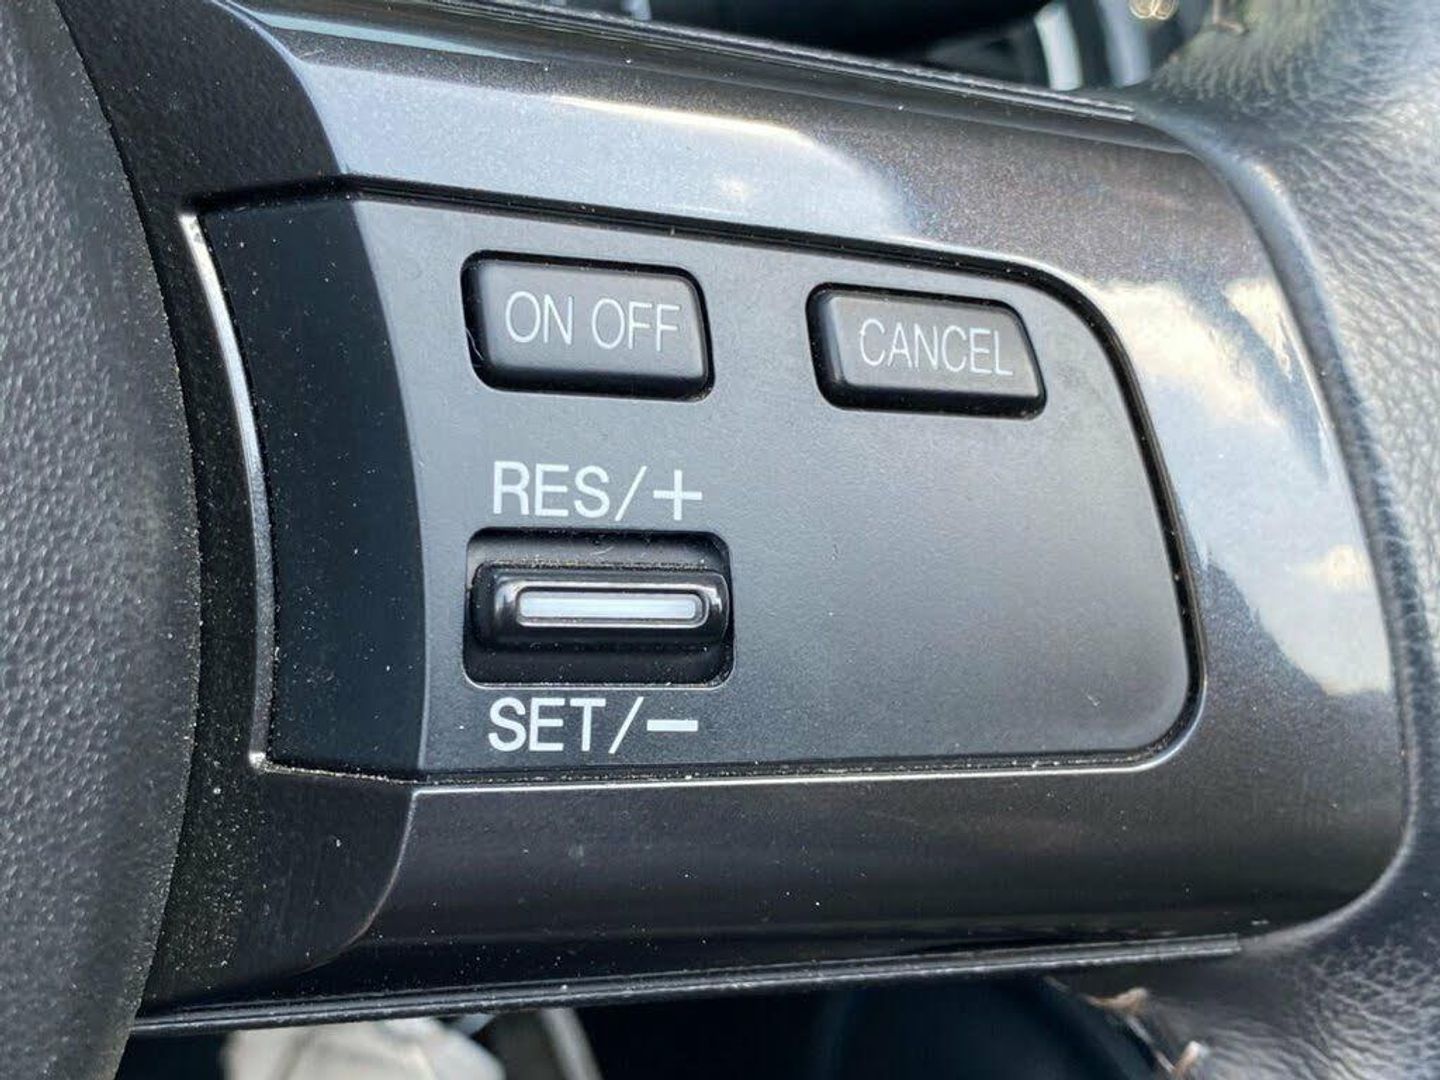 ON OFF
CANCEL
RES/+
SET/-